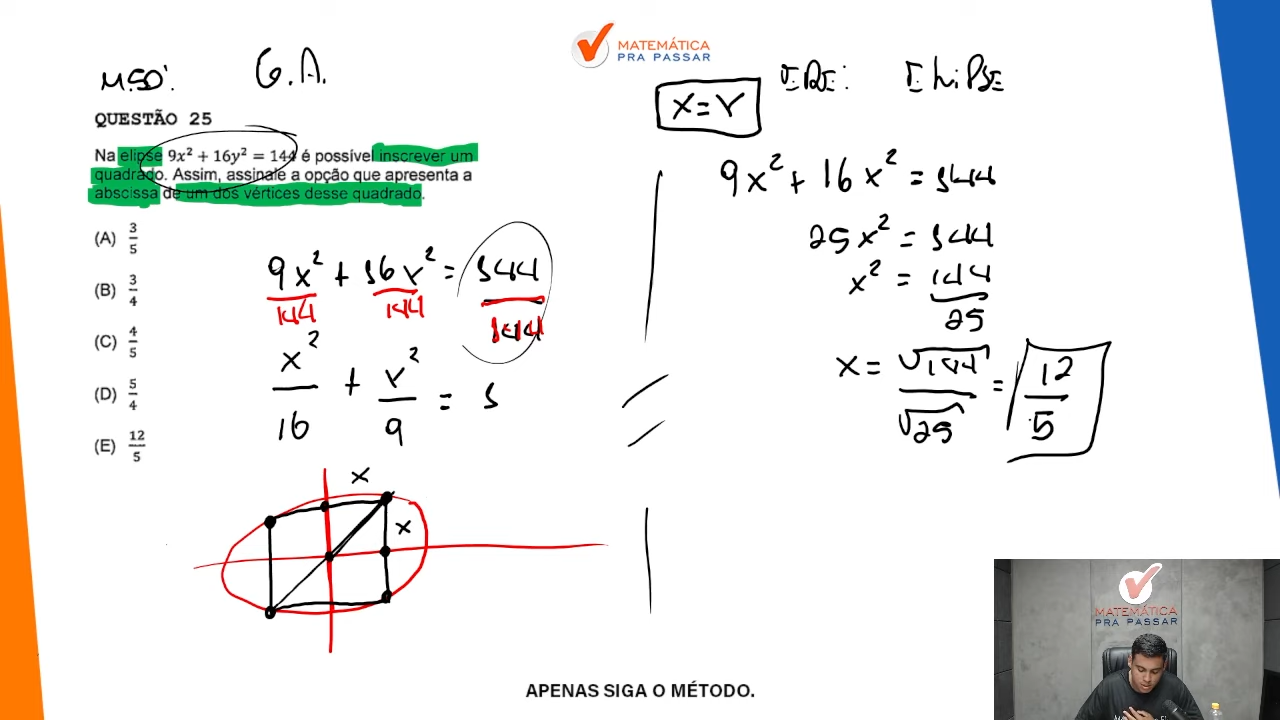 MATEMÁTICA
PRA PASSAR
G.A.
QUESTÃO 25
Na elipse 9x² + 16y² = 144 é possível inscrever um
quadrado. Assim, assinale a opção que apresenta a
abscissa de um dos vértices desse quadrado.
(A) 3/5
(B) 3/4
(C) 4/5
(D) 5/4
(E) 12/5
9x²/144 + 16y²/144 = 144/144
x²/16 + y²/9 = 1
x
x
x=y
ELIPSE
9x² + 16x² = 144
25x² = 144
x² = 144/25
x = √144/√25 = 12/5
MATEMÁTICA
PRA PASSAR
APENAS SIGA O MÉTODO.